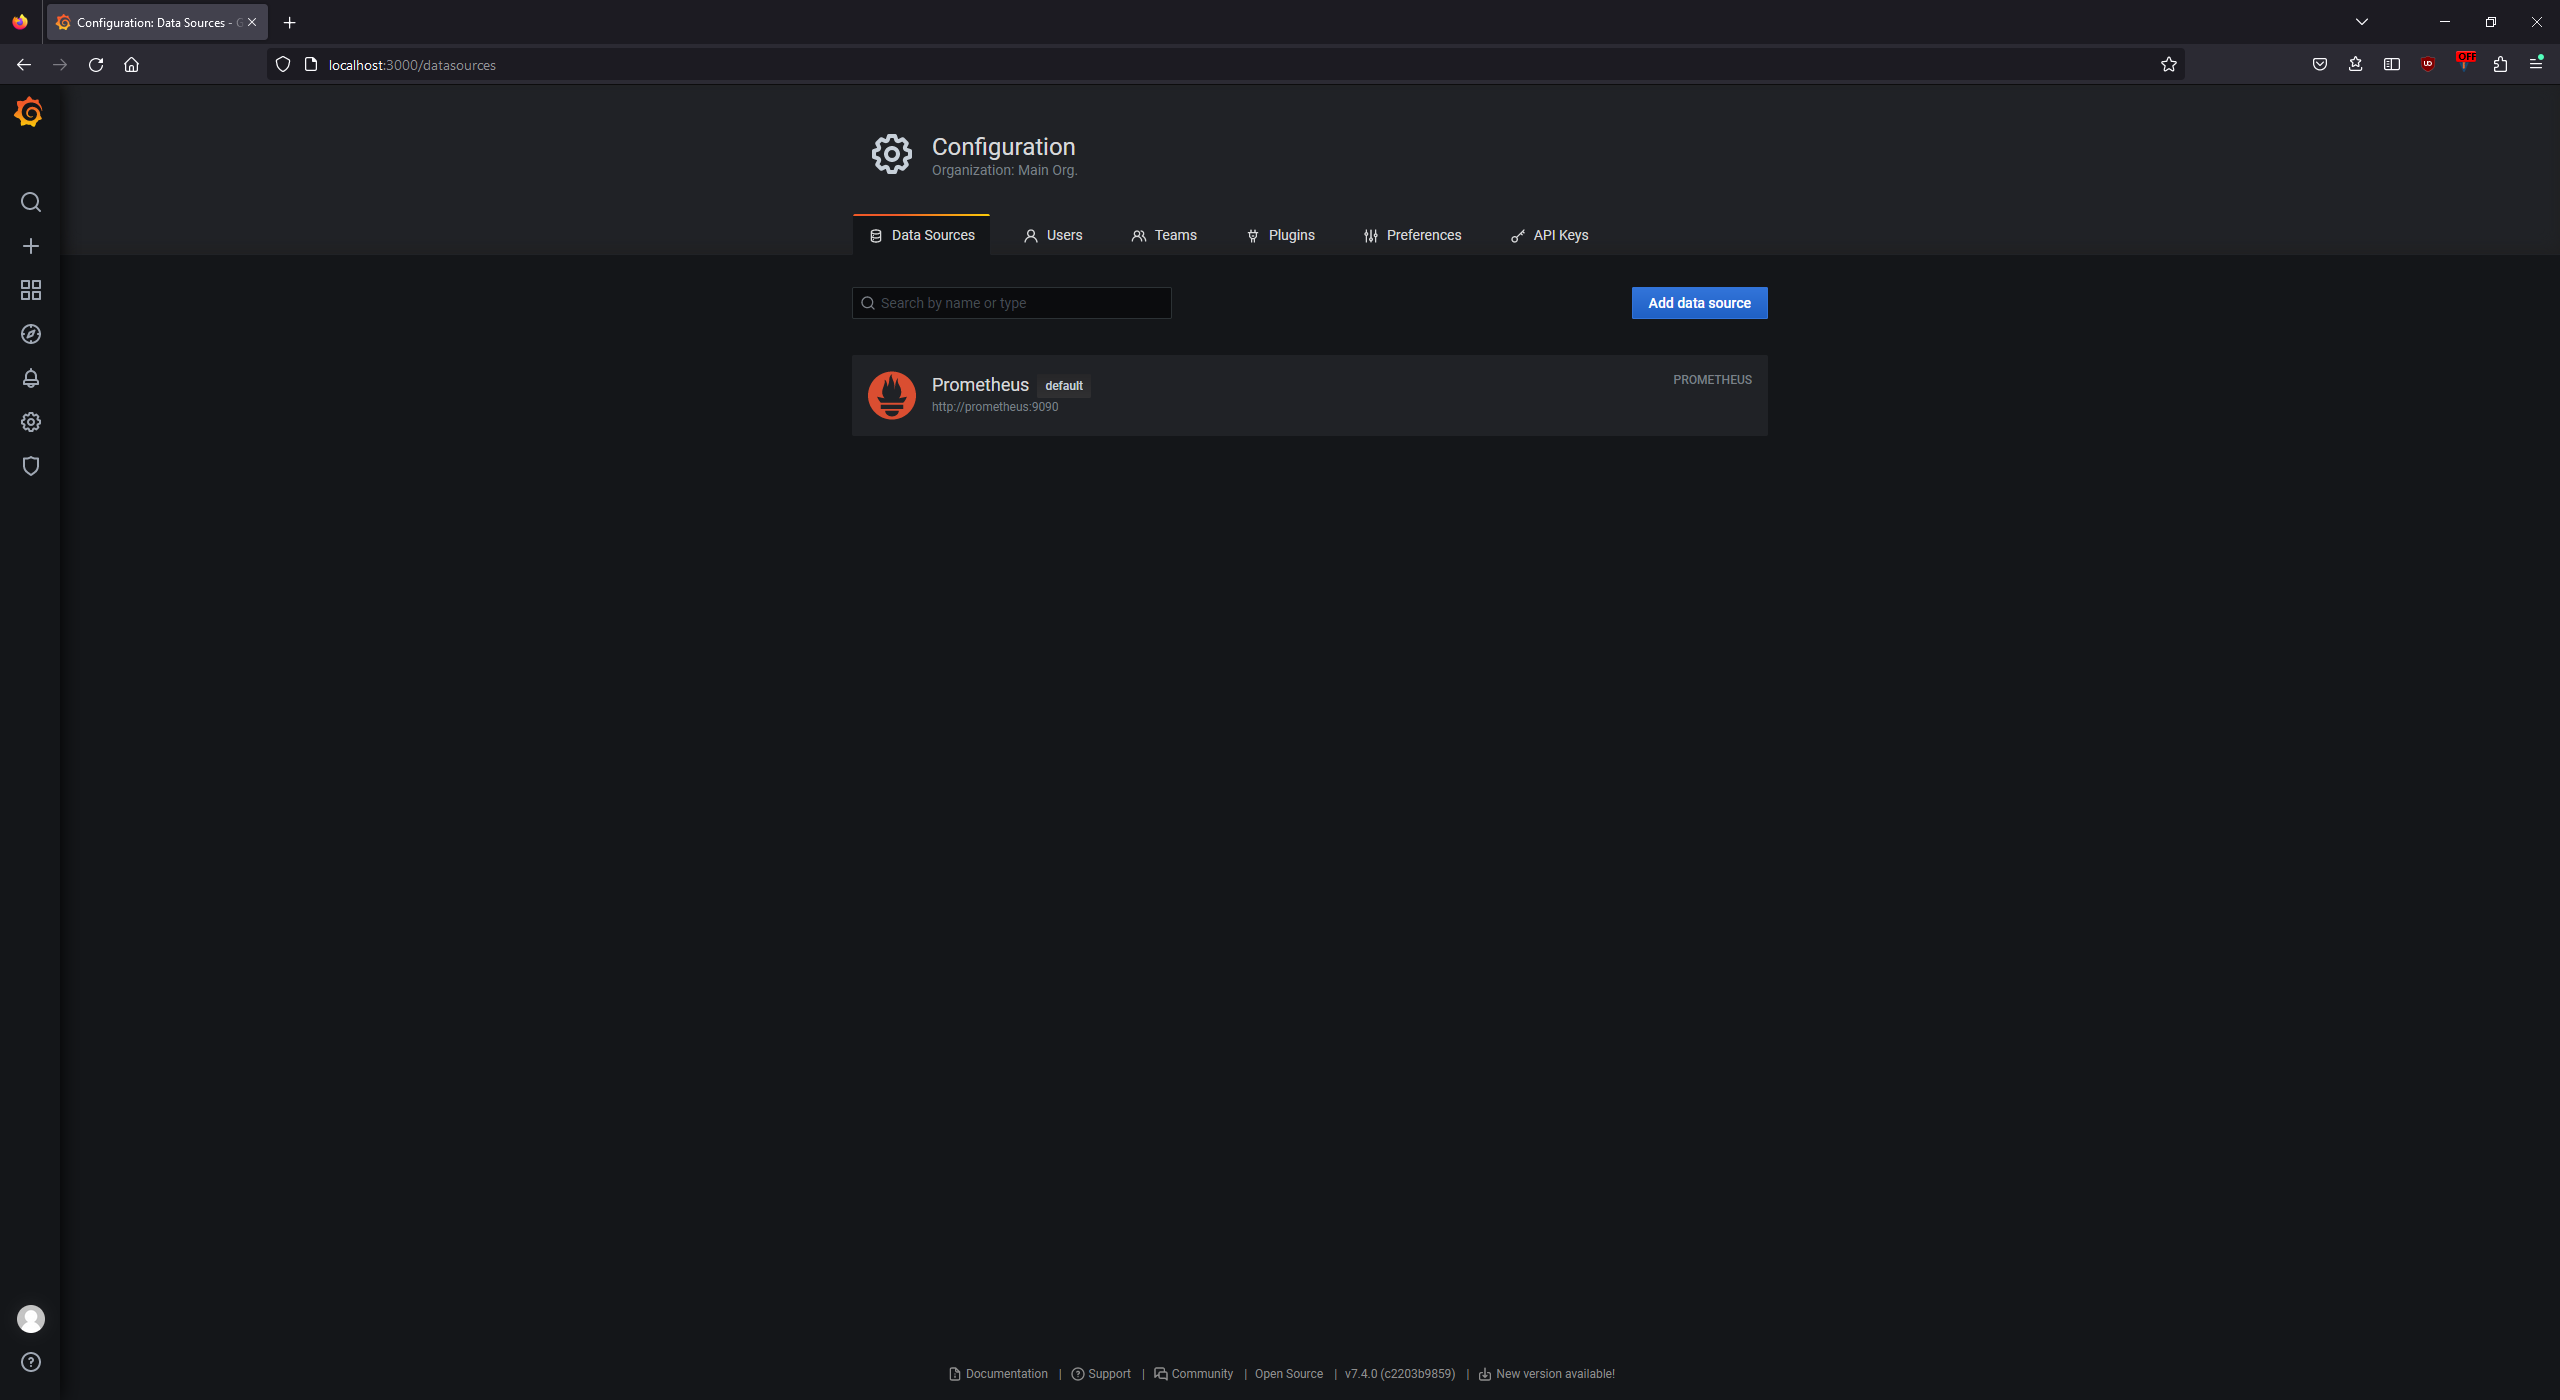 Configuration: Data Sources - G
localhost:3000/datasources
OFF
Configuration
Organization: Main Org.
Data Sources
Users
Teams
Plugins
Preferences
API Keys
Search by name or type
Add data source
Prometheus default
PROMETHEUS
http://prometheus:9090
Documentation | Support | Community | Open Source | v7.4.0 (c2203b9859) | New version available!